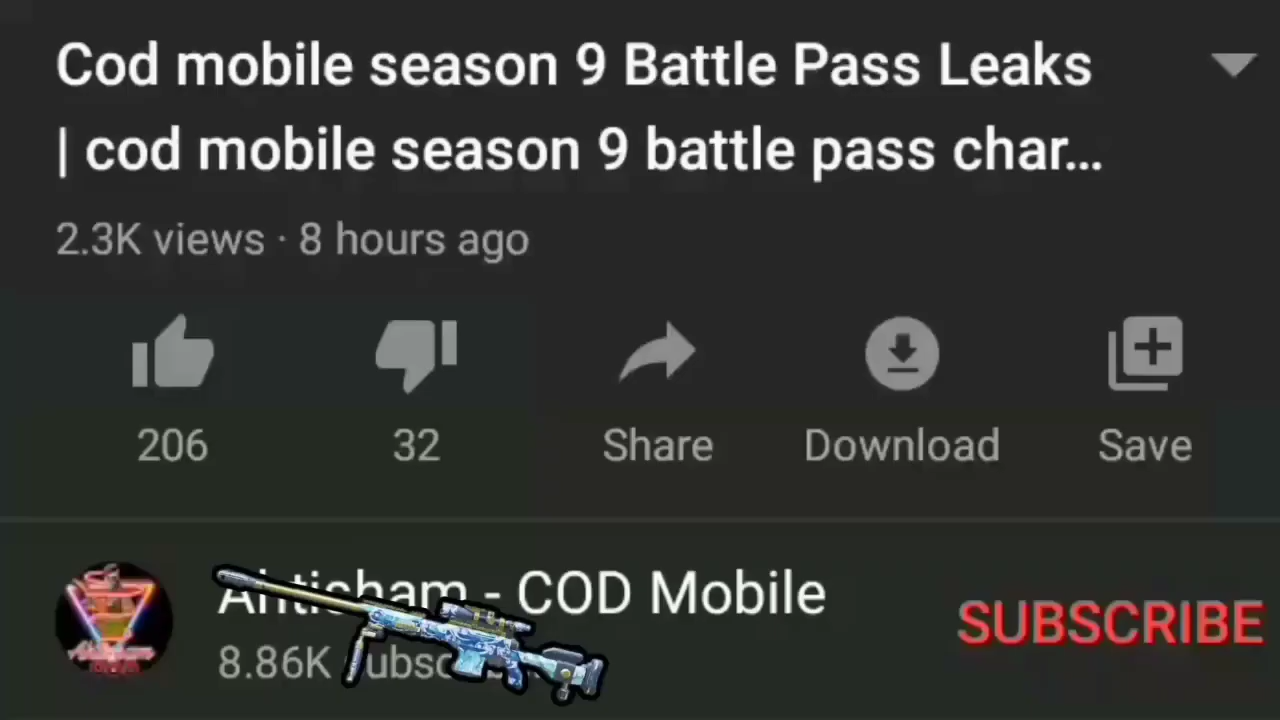 Cod mobile season 9 Battle Pass Leaks
| cod mobile season 9 battle pass char...
2.3K views · 8 hours ago
206
32
Share
Download
Save
Ahtisham - COD Mobile
8.86K
SUBSCRIBE